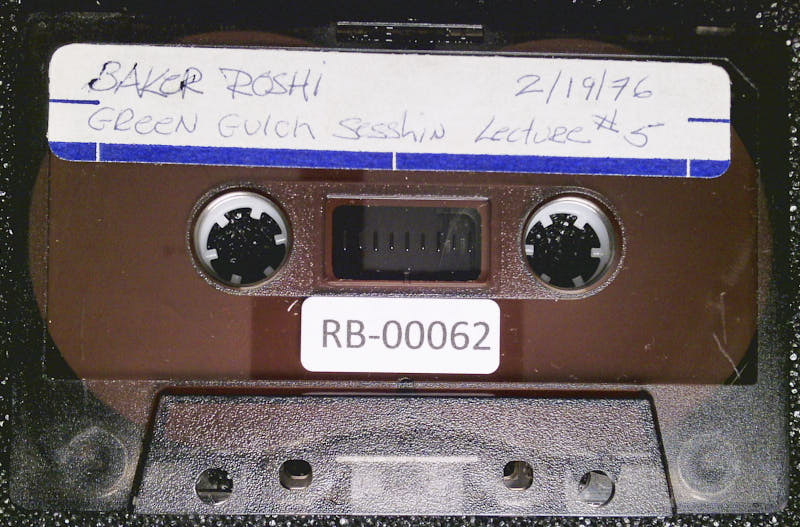 BAKER ROSHI 2/19/76
GREEN GULCH SESSHIN LECTURE #5
RB-00062